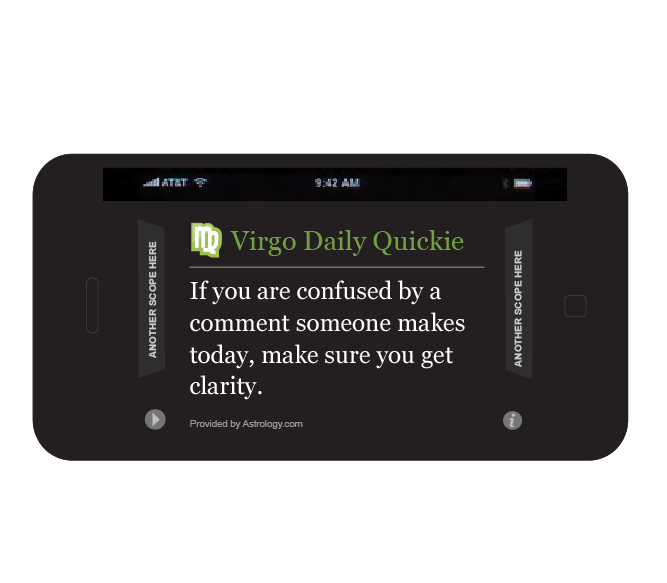 AT&T 9:42 AM
Virgo Daily Quickie
ANOTHER SCOPE HERE
If you are confused by a
comment someone makes
today, make sure you get
clarity.
ANOTHER SCOPE HERE
Provided by Astrology.com
i